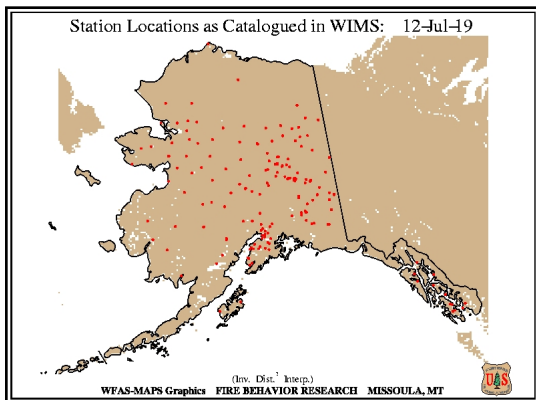 Station Locations as Catalogued in WIMS: 12-Jul-19
(Inv. Dist.² Interp.)
WFAS-MAPS Graphics FIRE BEHAVIOR RESEARCH MISSOULA, MT
U S